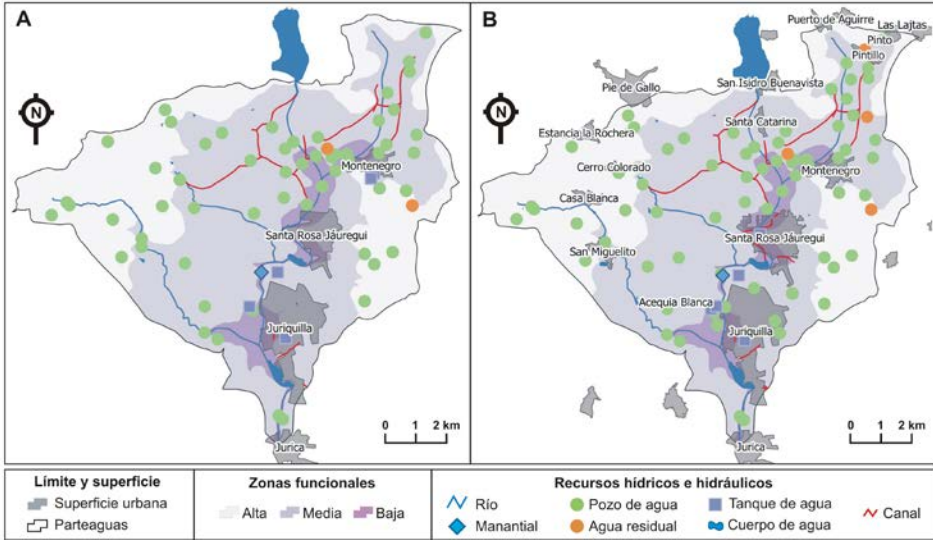 A
N
Montenegro
Santa Rosa Jáuregui
Juriquilla
Jurica
0 1 2 km
B
N
Puerto de Aguirre
Las Lajitas
Pinto
Pintillo
San Isidro Buenavista
Pie de Gallo
Santa Catarina
Estancia la Rochera
Cerro Colorado
Montenegro
Casa Blanca
Santa Rosa Jáuregui
San Miguelito
Acequia Blanca
Juriquilla
Jurica
0 1 2 km
Límite y superficie
Superficie urbana
Parteaguas
Zonas funcionales
Alta Media Baja
Recursos hídricos e hidráulicos
Río Pozo de agua Tanque de agua Canal
Manantial Agua residual Cuerpo de agua